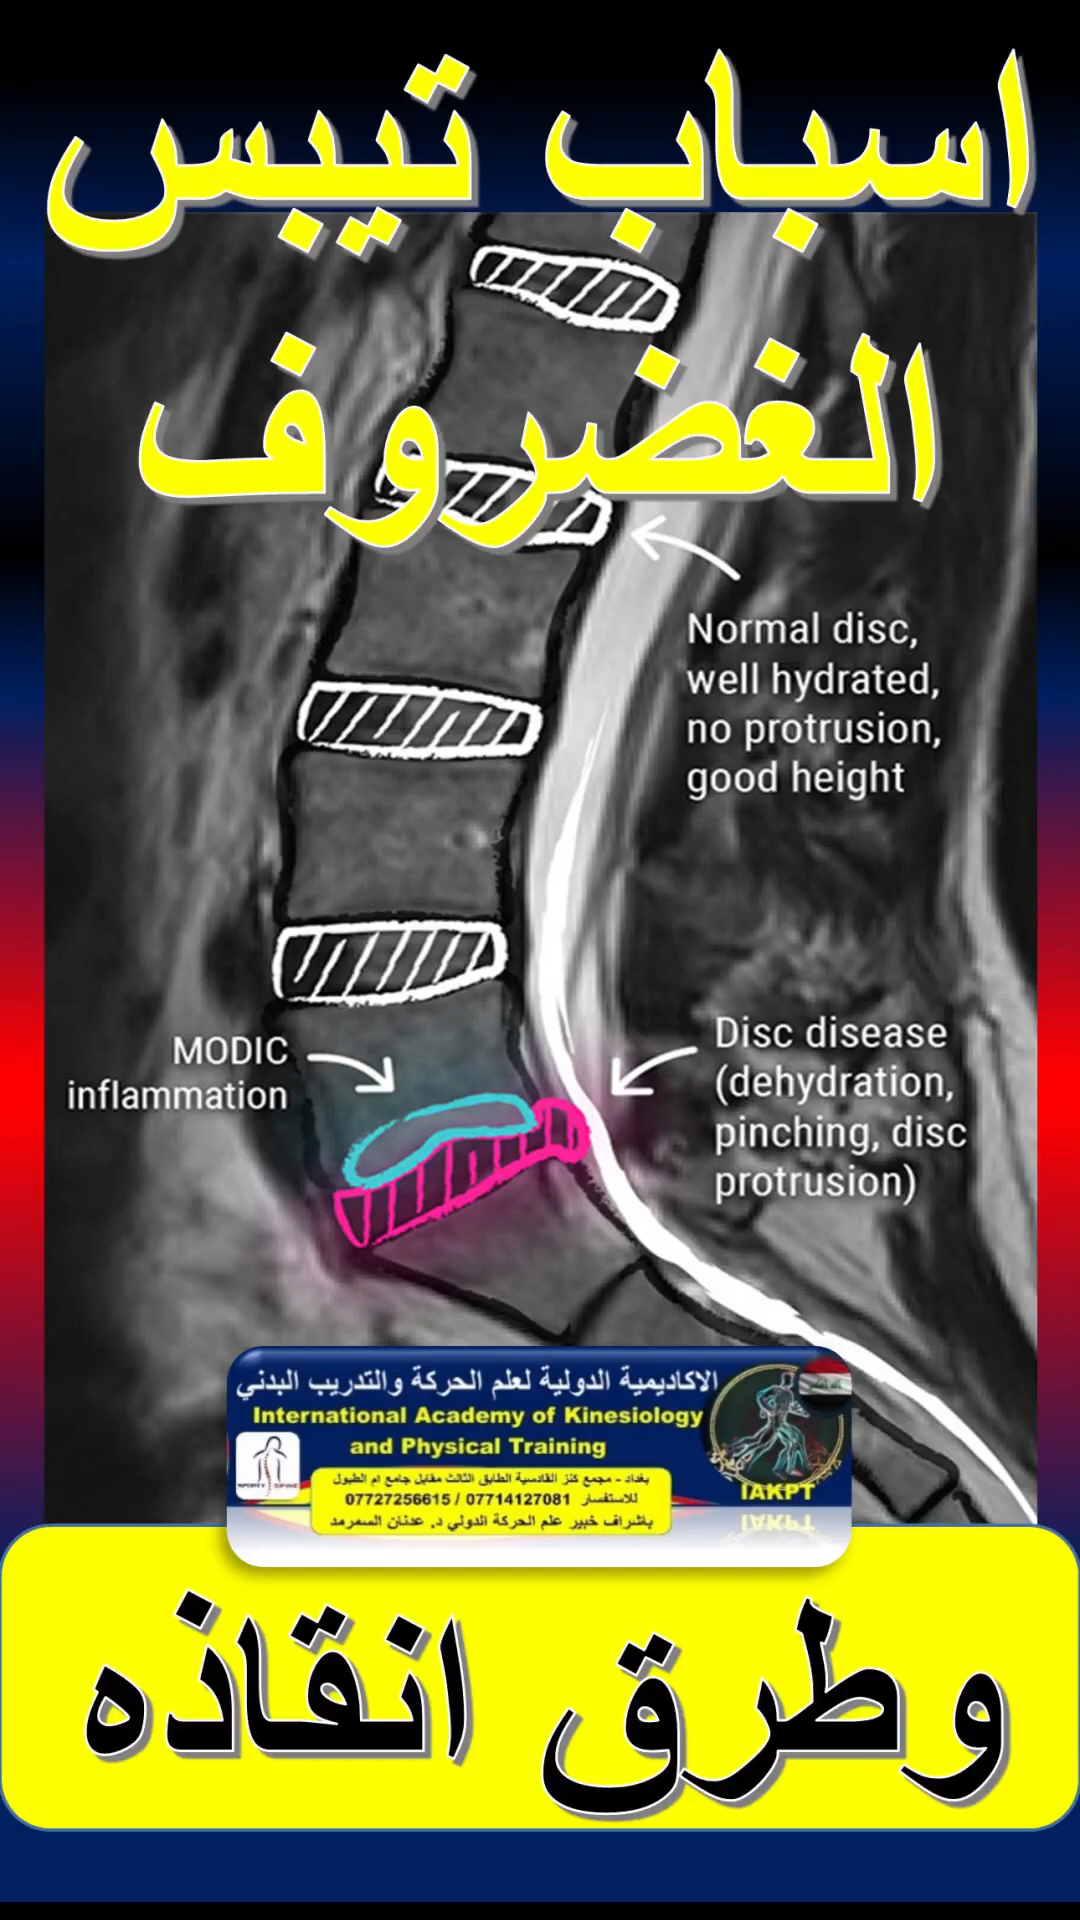 اسباب تيبس
الغضروف
Normal disc,
well hydrated,
no protrusion,
good height
MODIC
inflammation
Disc disease
(dehydration,
pinching, disc
protrusion)
الاكاديمية الدولية لعلم الحركة والتدريب البدني
International Academy of Kinesiology
and Physical Training
SPORTY SPINE
بغداد - مجمع كنز القادسية الطابق الثالث مقابل جامع ام الطبول
للاستفسار 07714127081 / 07727256615
باشراف خبير علم الحركة الدولي د. عدنان السمرمد
IAKPT
وطرق انقاذه